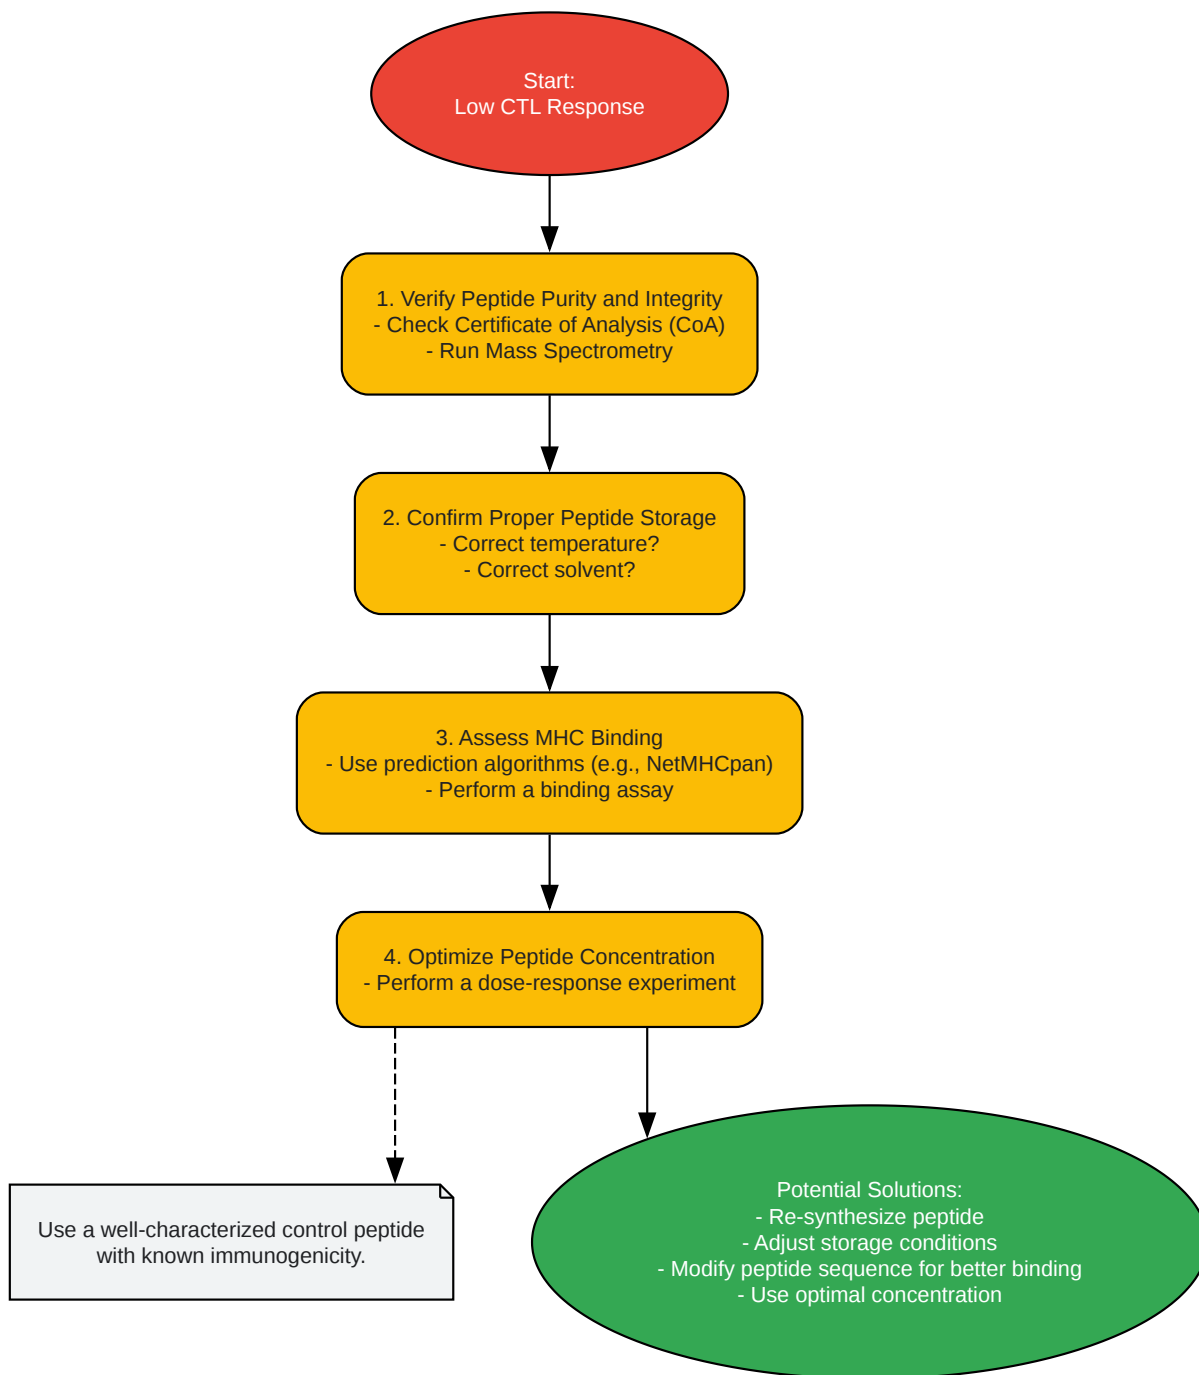 Start:
Low CTL Response
1. Verify Peptide Purity and Integrity
- Check Certificate of Analysis (CoA)
- Run Mass Spectrometry
2. Confirm Proper Peptide Storage
- Correct temperature?
- Correct solvent?
3. Assess MHC Binding
- Use prediction algorithms (e.g., NetMHCpan)
- Perform a binding assay
4. Optimize Peptide Concentration
- Perform a dose-response experiment
Use a well-characterized control peptide
with known immunogenicity.
Potential Solutions:
- Re-synthesize peptide
- Adjust storage conditions
- Modify peptide sequence for better binding
- Use optimal concentration